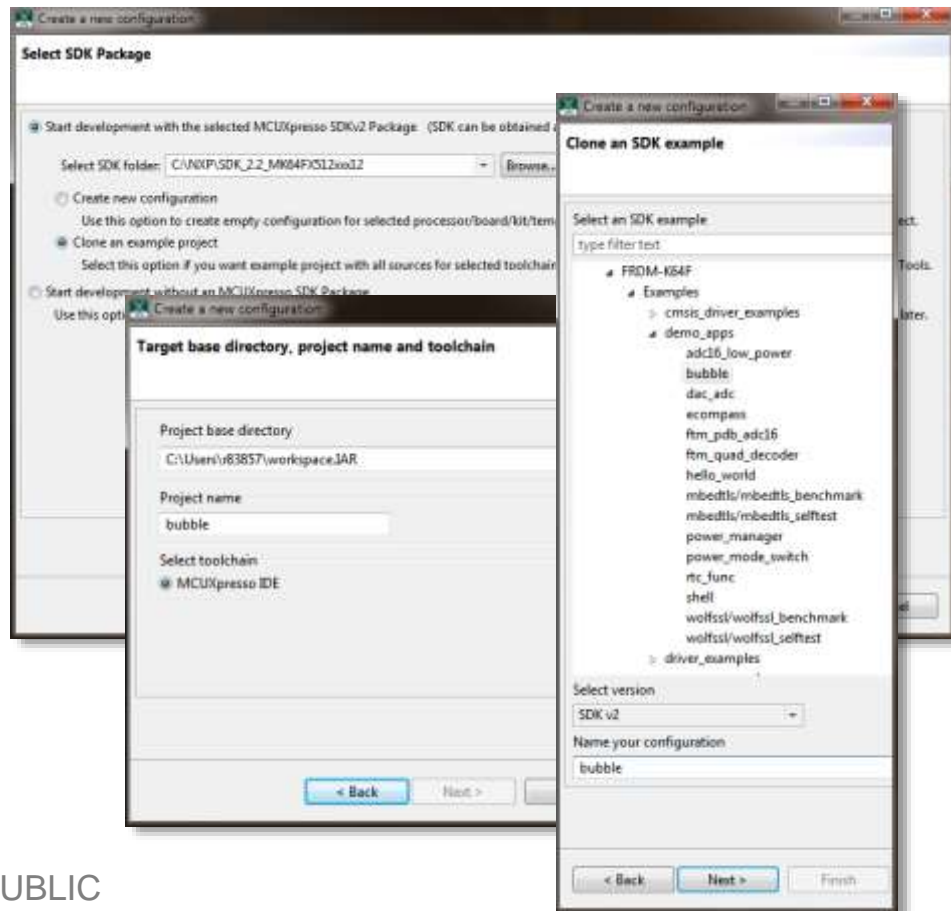 Create a new configuration
Select SDK Package
Start development with the selected MCUXpresso SDKv2 Package (SDK can be obtained
Select SDK folder: C:\NXP\SDK_2.2_MK64FX512xxx12
Browse...
Create new configuration
Use this option to create empty configuration for selected processor/board/kit/tem
ect.
Clone an example project
Select this option if you want example project with all sources for selected toolchain
Tools.
Start development without an MCUXpresso SDK Package
Use this opti
later.
el
Create a new configuration
Target base directory, project name and toolchain
Project base directory
C:\Users\r83857\workspace.IAR
Project name
bubble
Select toolchain
MCUXpresso IDE
< Back
Next >
Create a new configuration
Clone an SDK example
Select an SDK example
type filter text
FRDM-K64F
Examples
cmsis_driver_examples
demo_apps
adc16_low_power
bubble
dac_adc
ecompass
ftm_pdb_adc16
ftm_quad_decoder
hello_world
mbedtls/mbedtls_benchmark
mbedtls/mbedtls_selftest
power_manager
power_mode_switch
rtc_func
shell
wolfssl/wolfssl_benchmark
wolfssl/wolfssl_selftest
driver_examples
Select version
SDK v2
Name your configuration
bubble
< Back
Next >
Finish
UBLIC